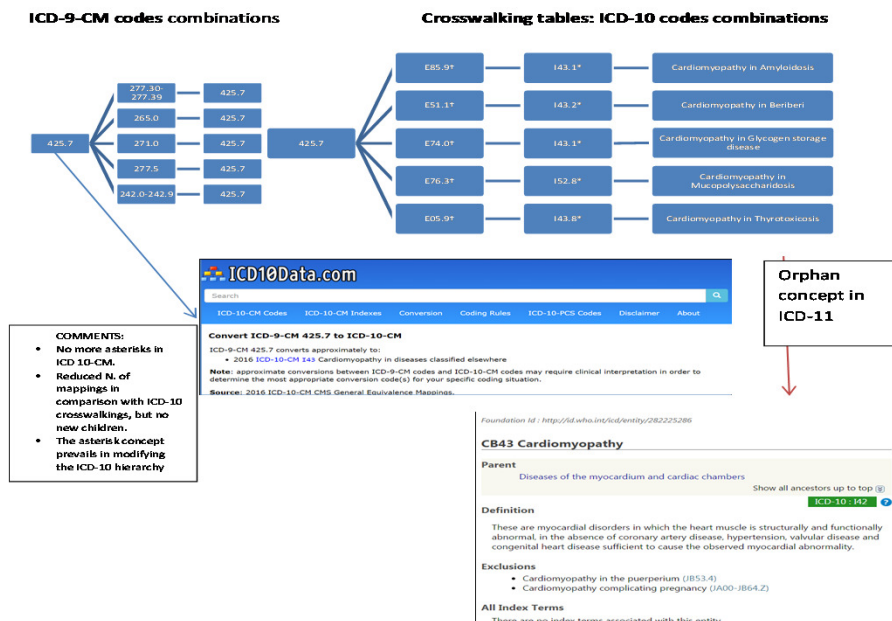 ICD-9-CM codes combinations
Crosswalking tables: ICD-10 codes combinations
425.7
277.30-
277.39
425.7
265.0
425.7
271.0
425.7
277.5
425.7
242.0-242.9
425.7
425.7
E85.9†
I43.1*
Cardiomyopathy in Amyloidosis
E51.1†
I43.2*
Cardiomyopathy in Beriberi
E74.0†
I43.1*
Cardiomyopathy in Glycogen storage
disease
E76.3†
I52.8*
Cardiomyopathy in
Mucopolysaccharidosis
E05.9†
I43.8*
Cardiomyopathy in Thyrotoxicosis
ICD10Data.com
Search
ICD-10-CM Codes
ICD-10-CM Indexes
Conversion
Coding Rules
ICD-10-PCS Codes
Disclaimer
About
Convert ICD-9-CM 425.7 to ICD-10-CM
ICD-9-CM 425.7 converts approximately to:
• 2016 ICD-10-CM I43 Cardiomyopathy in diseases classified elsewhere
Note: approximate conversions between ICD-9-CM codes and ICD-10-CM codes may require clinical interpretation in order to
determine the most appropriate conversion code(s) for your specific coding situation.
Source: 2016 ICD-10-CM CMS General Equivalence Mappings.
Orphan
concept in
ICD-11
COMMENTS:
• No more asterisks in
ICD 10-CM.
• Reduced N. of
mappings in
comparison with ICD-10
crosswalkings, but no
new children.
• The asterisk concept
prevails in modifying
the ICD-10 hierarchy
Foundation Id : http://id.who.int/icd/entity/282225286
CB43 Cardiomyopathy
Parent
Diseases of the myocardium and cardiac chambers
Show all ancestors up to top
ICD-10 : I42
?
Definition
These are myocardial disorders in which the heart muscle is structurally and functionally
abnormal, in the absence of coronary artery disease, hypertension, valvular disease and
congenital heart disease sufficient to cause the observed myocardial abnormality.
Exclusions
• Cardiomyopathy in the puerperium (JB53.4)
• Cardiomyopathy complicating pregnancy (JA00-JB64.Z)
All Index Terms
There are no index terms associated with this entity